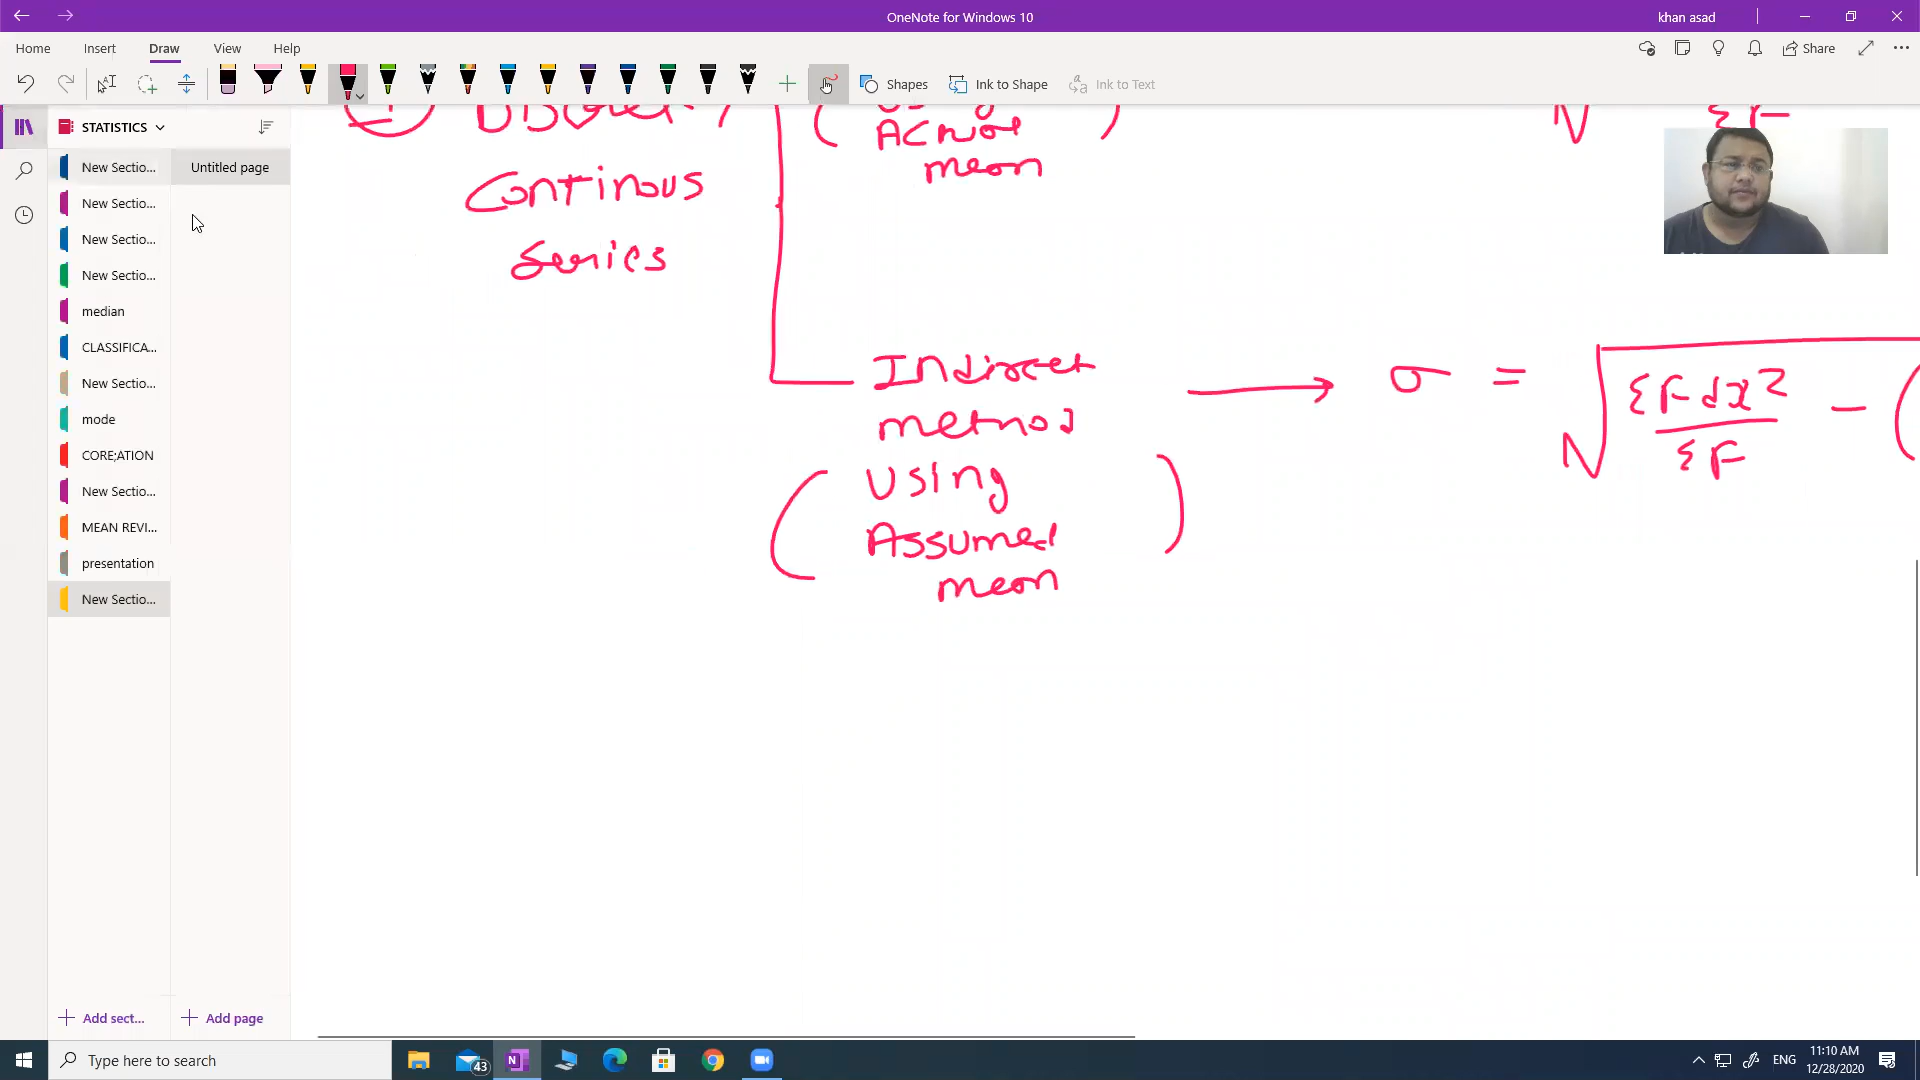 OneNote for Windows 10
khan asad
Home Insert Draw View Help
Share
Shapes
Ink to Shape
Ink to Text
STATISTICS
New Sectio...
New Sectio...
New Sectio...
New Sectio...
median
CLASSIFICA...
New Sectio...
mode
CORE;ATION
New Sectio...
MEAN REVI...
presentation
New Sectio...
Add sect...
Untitled page
Add page
Continous
Series
mean
Indirect
method
( Using )
Assumed
mean
σ = √ ΣFdx² / ΣF - (
ΣF
Type here to search
43
ENG
11:10 AM
12/28/2020